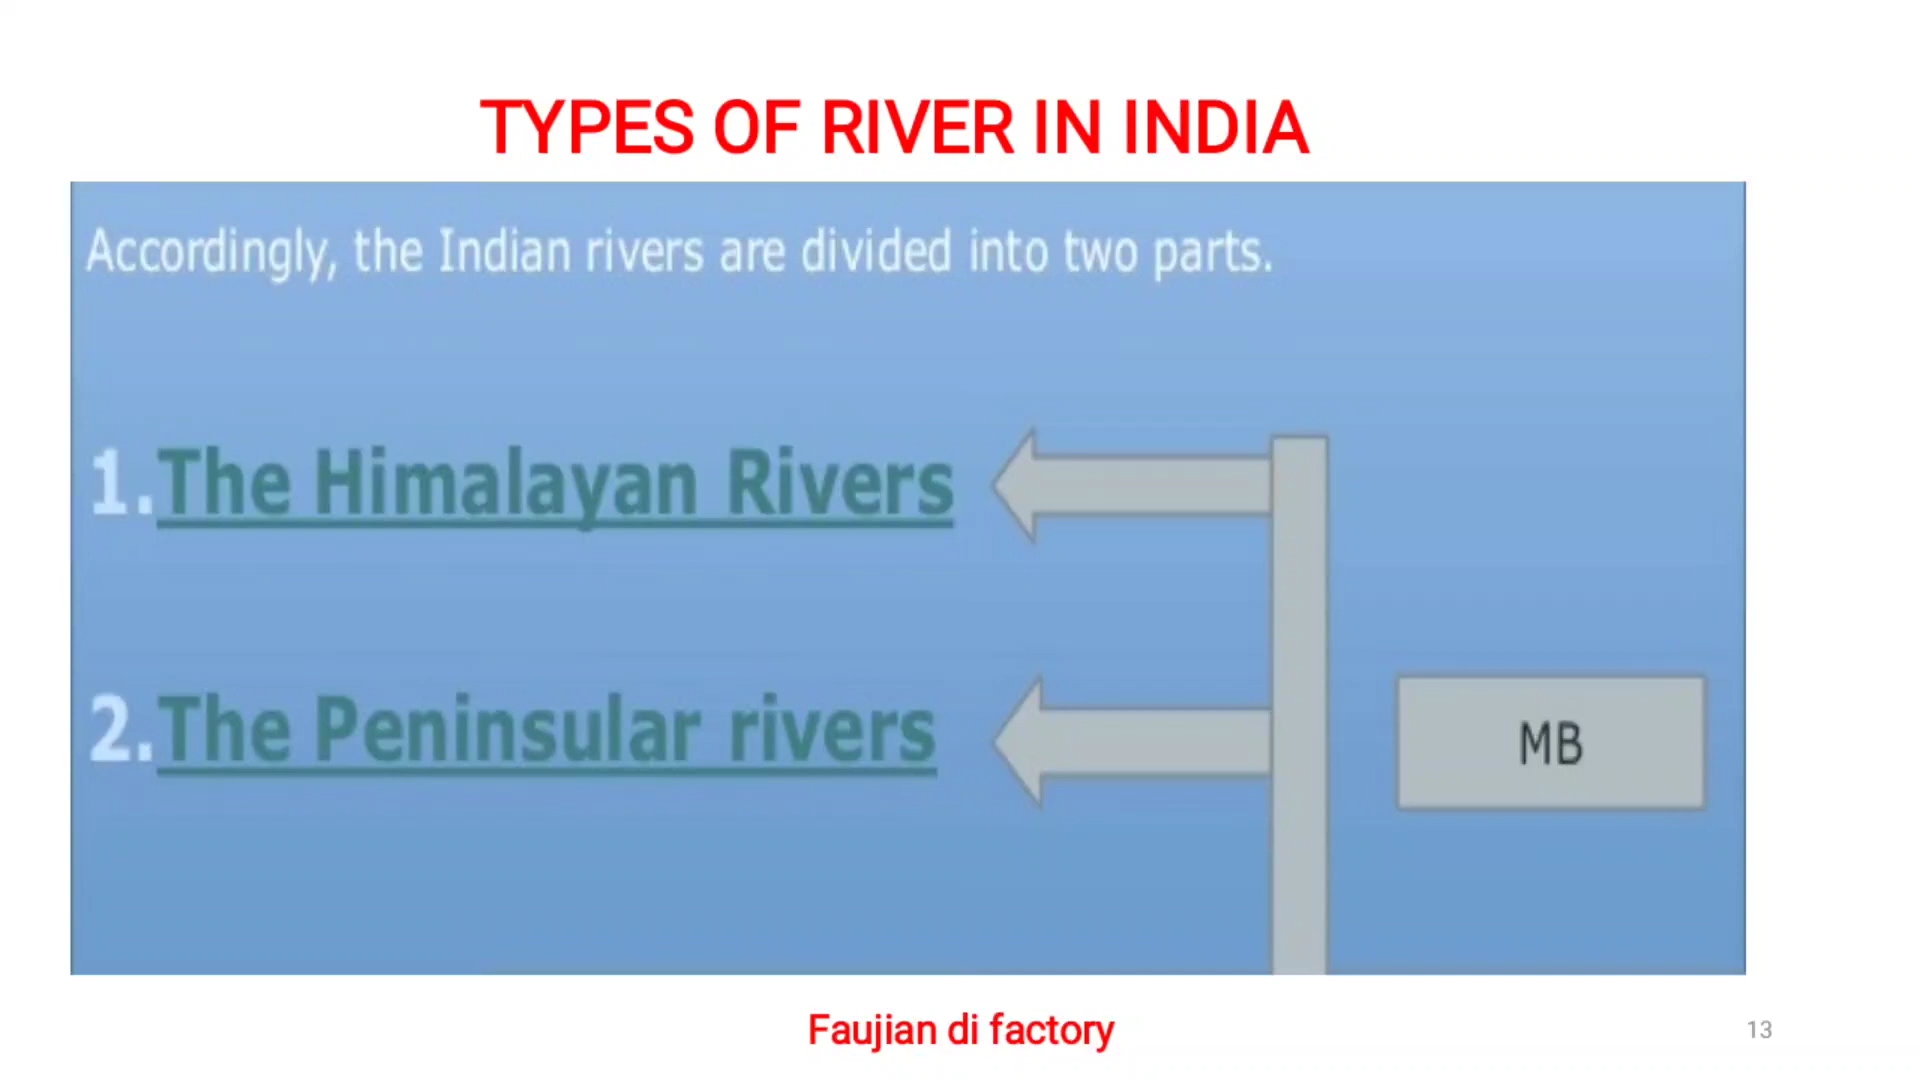 TYPES OF RIVER IN INDIA
Accordingly, the Indian rivers are divided into two parts.
1.The Himalayan Rivers
2.The Peninsular rivers
MB
Faujian di factory
13